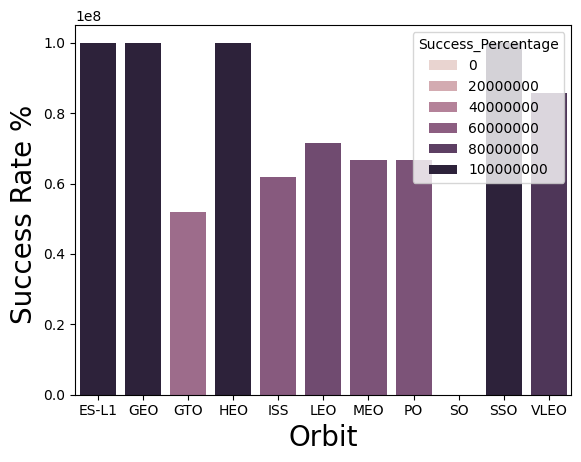 1e8
Success Rate %
1.0
0.8
0.6
0.4
0.2
0.0
Success_Percentage
0
20000000
40000000
60000000
80000000
100000000
ES-L1 GEO GTO HEO ISS LEO MEO PO SO SSO VLEO
Orbit